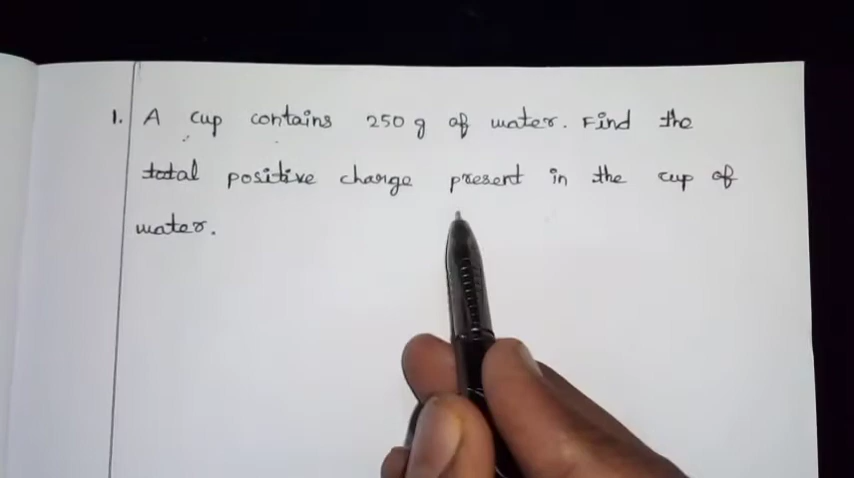 1. A cup contains 250 g of water. Find the
total positive charge present in the cup of
water.